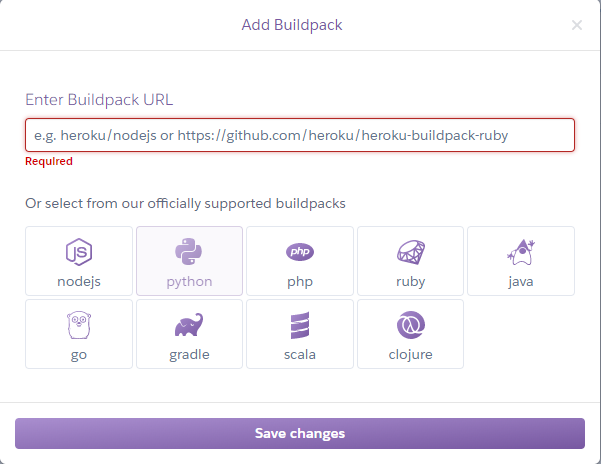 Add Buildpack
×
Enter Buildpack URL
e.g. heroku/nodejs or https://github.com/heroku/heroku-buildpack-ruby
Required
Or select from our officially supported buildpacks
JS php
nodejs python php ruby java
go gradle scala clojure
Save changes